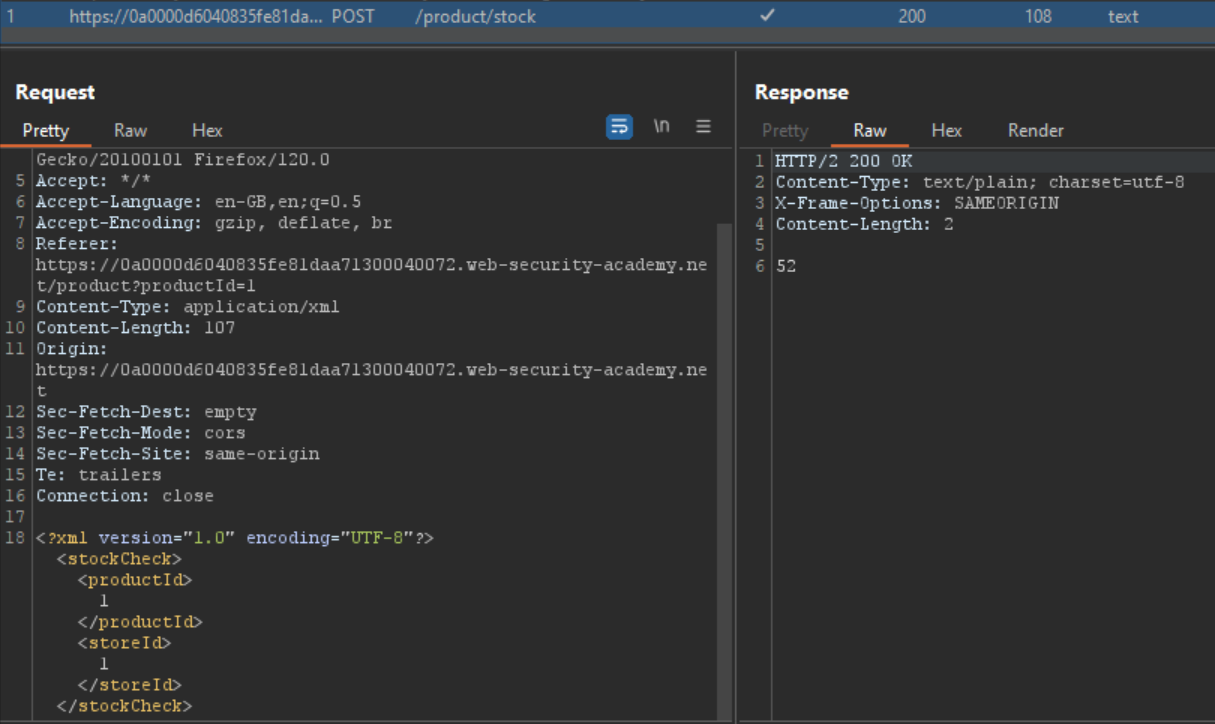 1 https://0a0000d6040835fe81da... POST /product/stock ✓ 200 108 text
Request
Pretty Raw Hex \n
Gecko/20100101 Firefox/120.0
5 Accept: */*
6 Accept-Language: en-GB,en;q=0.5
7 Accept-Encoding: gzip, deflate, br
8 Referer:
https://0a0000d6040835fe81daa71300040072.web-security-academy.ne
t/product?productId=1
9 Content-Type: application/xml
10 Content-Length: 107
11 Origin:
https://0a0000d6040835fe81daa71300040072.web-security-academy.ne
t
12 Sec-Fetch-Dest: empty
13 Sec-Fetch-Mode: cors
14 Sec-Fetch-Site: same-origin
15 Te: trailers
16 Connection: close
17
18 <?xml version="1.0" encoding="UTF-8"?>
<stockCheck>
<productId>
1
</productId>
<storeId>
1
</storeId>
</stockCheck>
Response
Pretty Raw Hex Render
1 HTTP/2 200 OK
2 Content-Type: text/plain; charset=utf-8
3 X-Frame-Options: SAMEORIGIN
4 Content-Length: 2
5
6 52